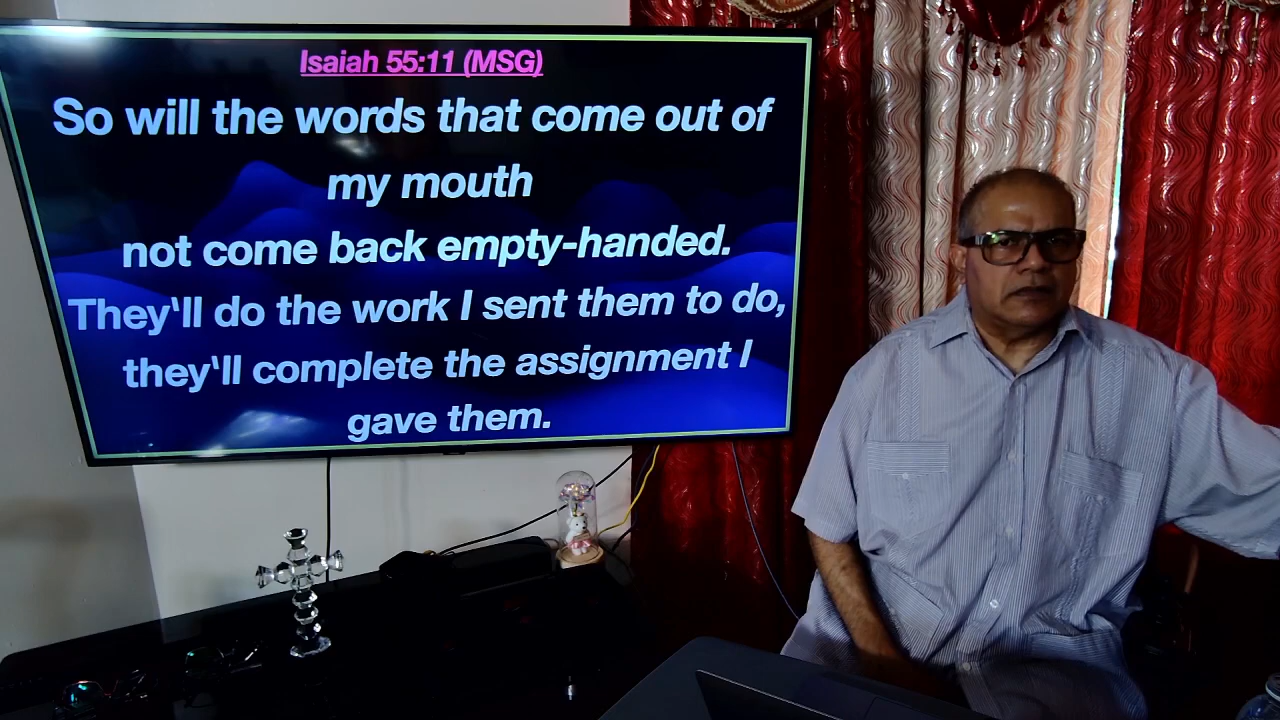 Isaiah 55:11 (MSG)
So will the words that come out of
my mouth
not come back empty-handed.
They'll do the work I sent them to do,
they'll complete the assignment I
gave them.